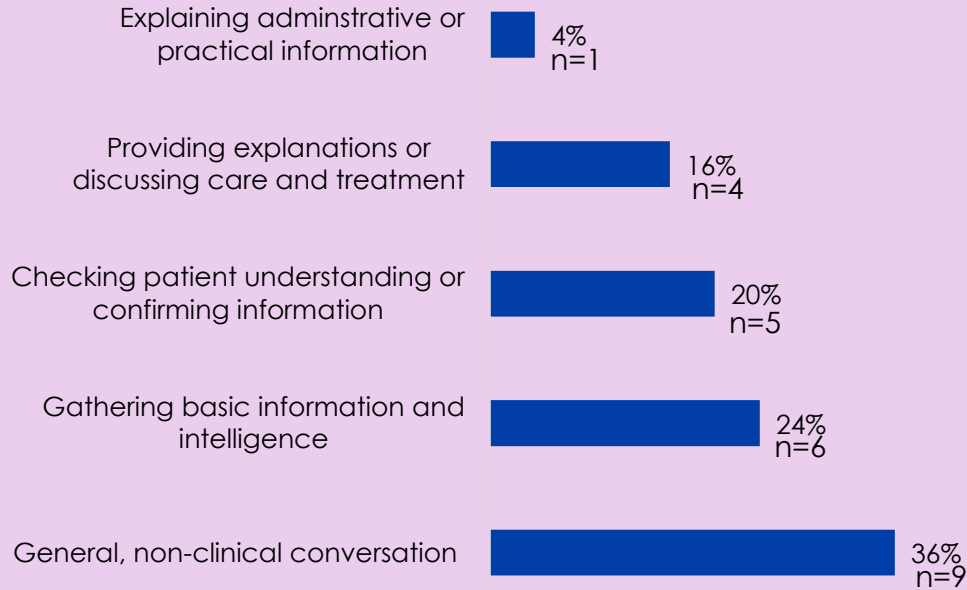 Explaining adminstrative or
practical information
4%
n=1
Providing explanations or
discussing care and treatment
16%
n=4
Checking patient understanding or
confirming information
20%
n=5
Gathering basic information and
intelligence
24%
n=6
General, non-clinical conversation
36%
n=9